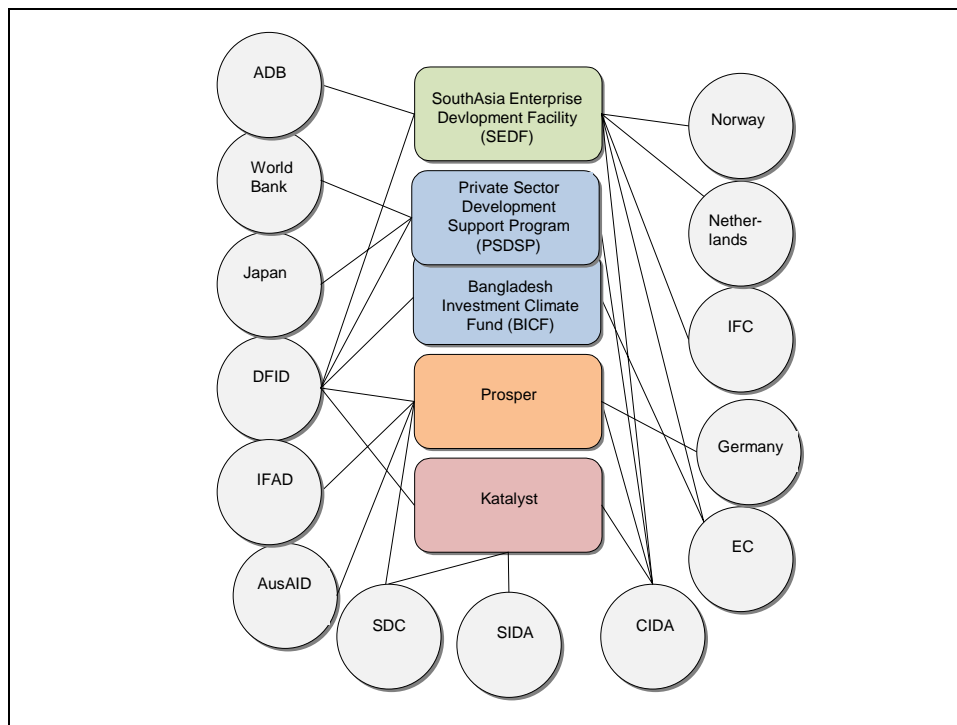 ADB
World
Bank
Japan
DFID
IFAD
AusAID
SouthAsia Enterprise
Devlopment Facility
(SEDF)
Private Sector
Development
Support Program
(PSDSP)
Bangladesh
Investment Climate
Fund (BICF)
Prosper
Katalyst
Norway
Nether-
lands
IFC
Germany
EC
SDC
SIDA
CIDA